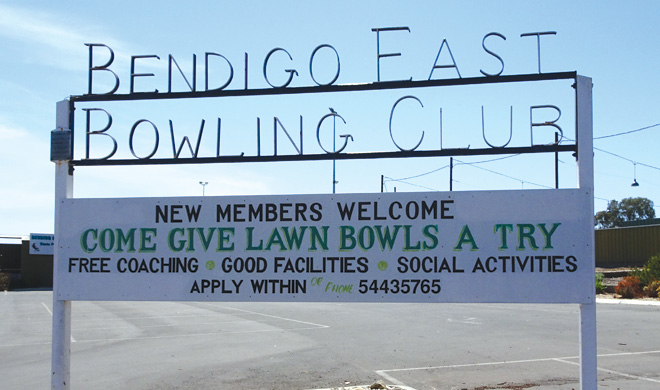 BENDIGO EAST
BOWLING CLUB
NEW MEMBERS WELCOME
COME GIVE LAWN BOWLS A TRY
FREE COACHING • GOOD FACILITIES • SOCIAL ACTIVITIES
APPLY WITHIN OR PHONE 54435765